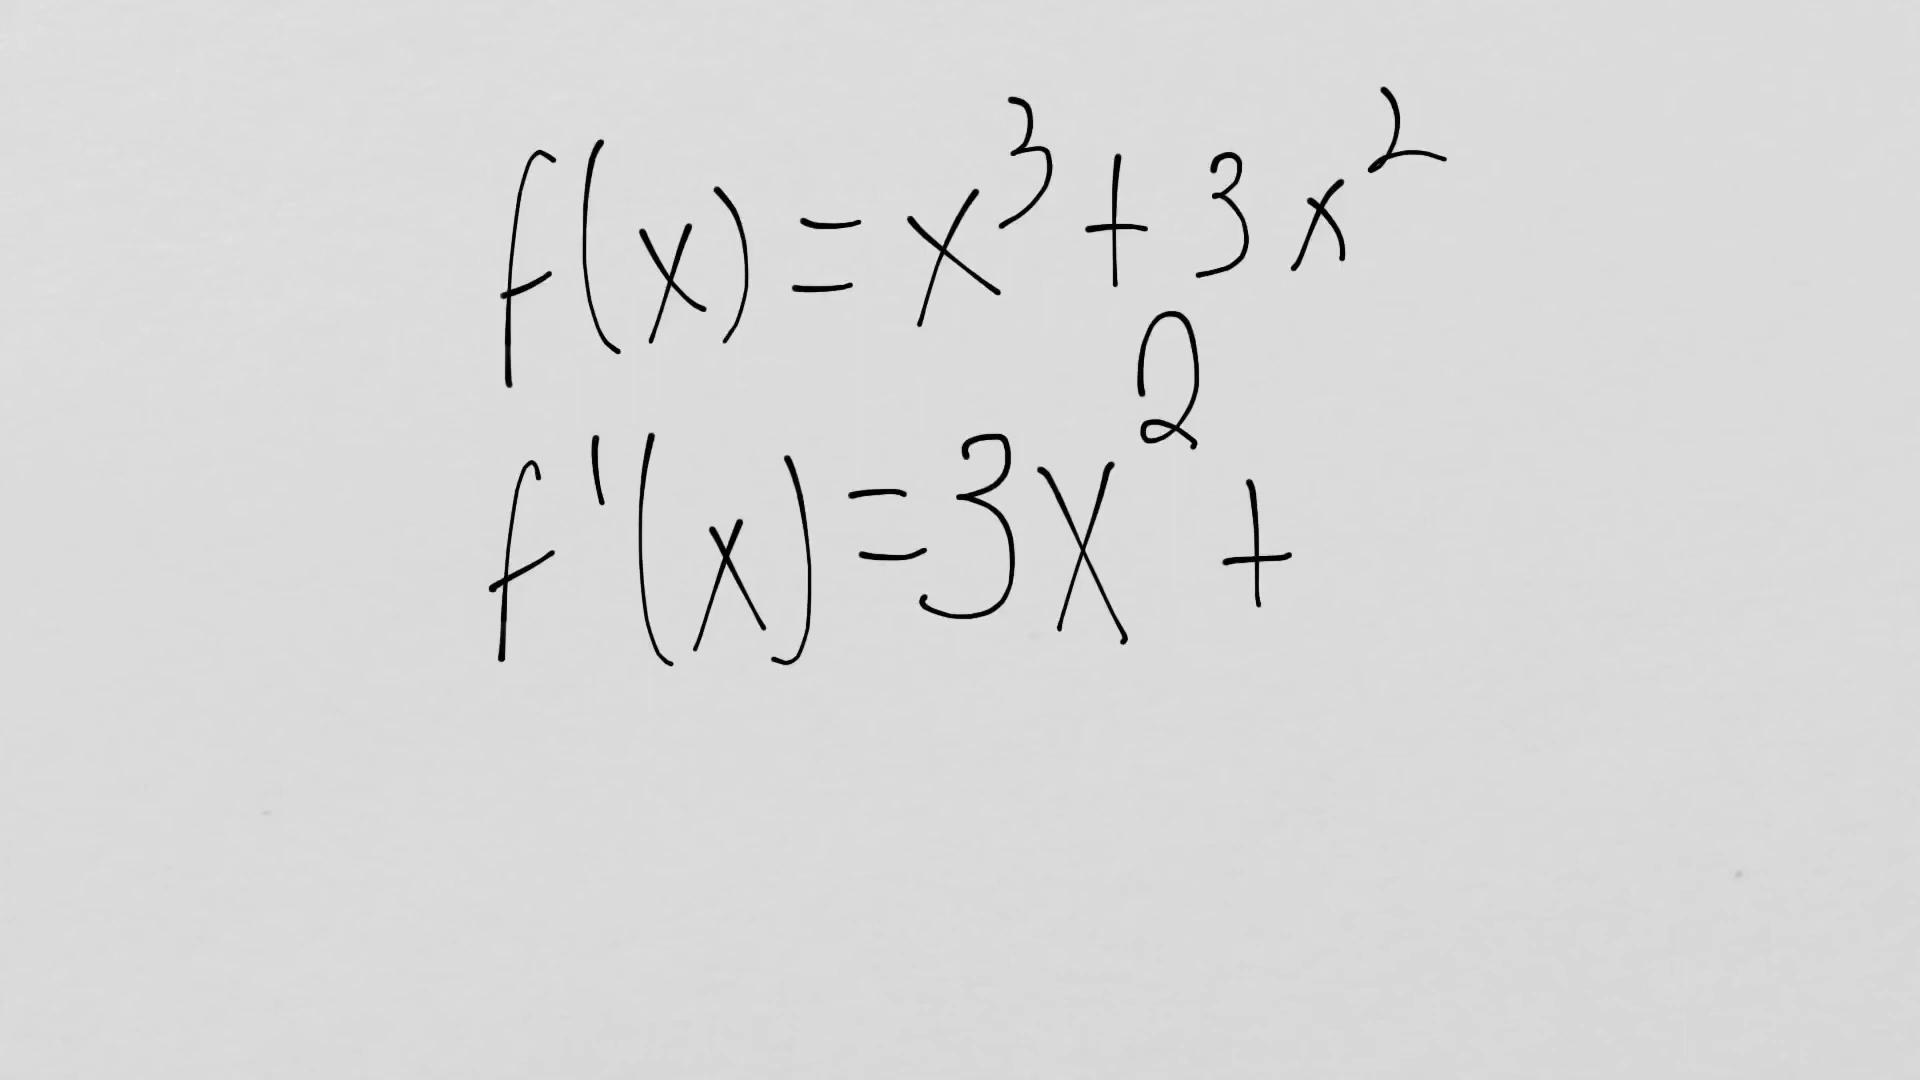 f(x) = x³ + 3x²
f'(x) = 3x² +